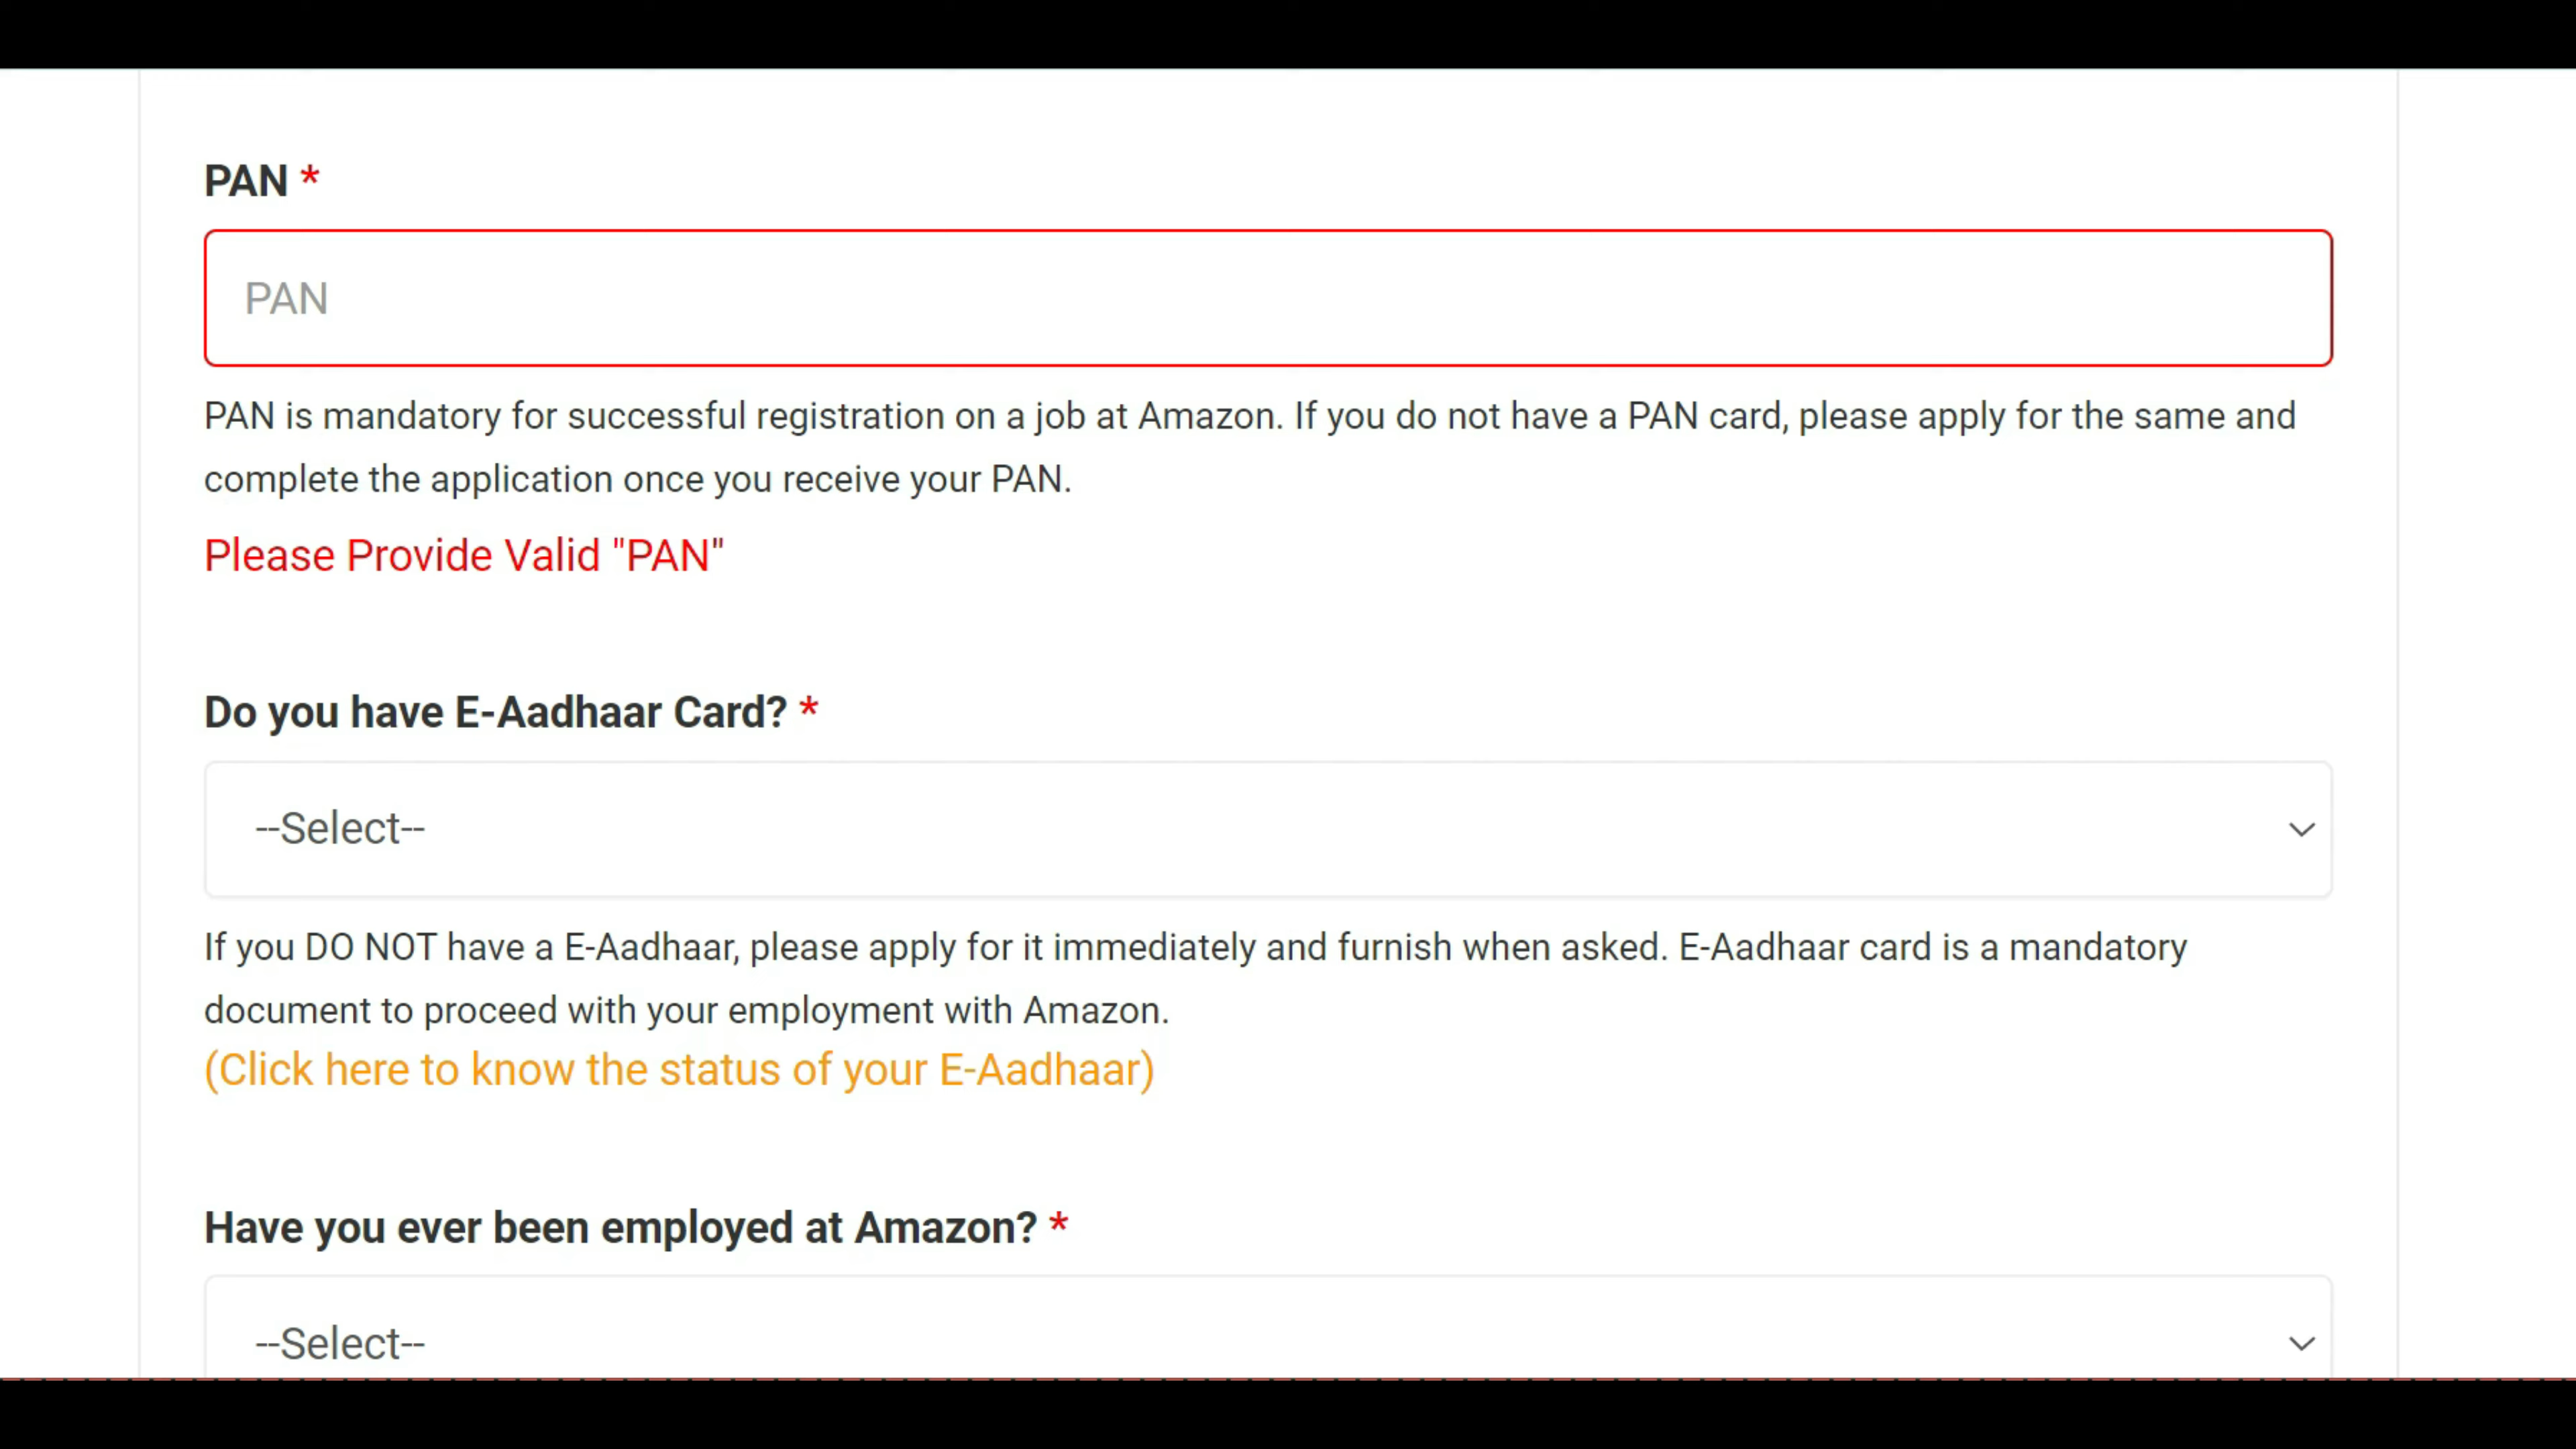 PAN *
PAN
PAN is mandatory for successful registration on a job at Amazon. If you do not have a PAN card, please apply for the same and
complete the application once you receive your PAN.
Please Provide Valid "PAN"
Do you have E-Aadhaar Card? *
--Select--
If you DO NOT have a E-Aadhaar, please apply for it immediately and furnish when asked. E-Aadhaar card is a mandatory
document to proceed with your employment with Amazon.
(Click here to know the status of your E-Aadhaar)
Have you ever been employed at Amazon? *
--Select--